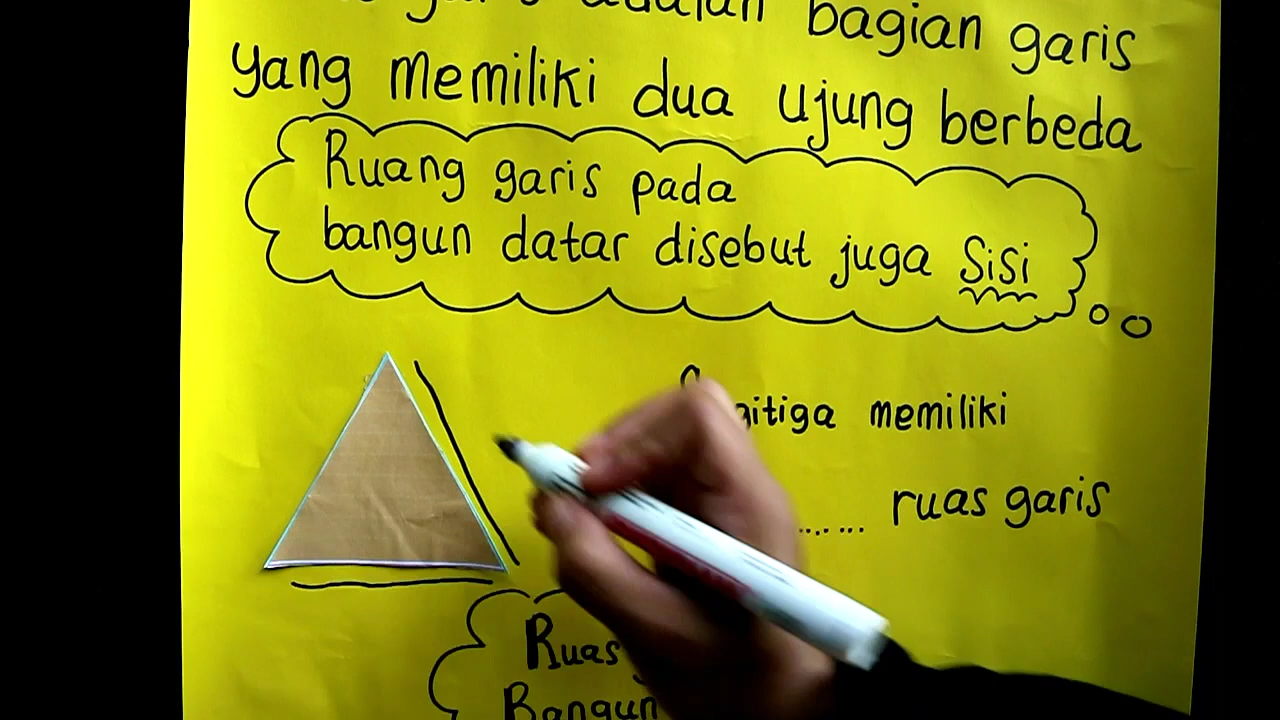 adalah bagian garis
yang memiliki dua ujung berbeda
Ruang garis pada
bangun datar disebut juga sisi
memiliki
........ ruas garis
Ruas
Bangun